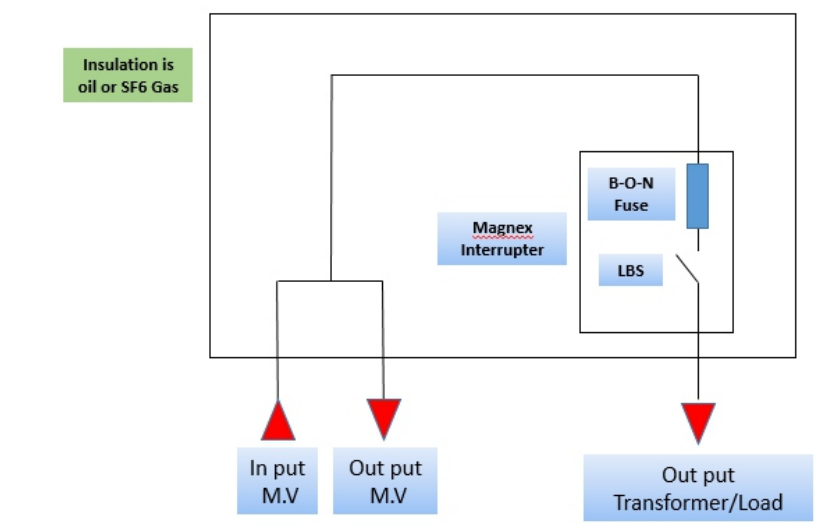 Insulation is
oil or SF6 Gas
B-O-N
Fuse
Magnex
Interrupter
LBS
In put
M.V
Out put
M.V
Out put
Transformer/Load